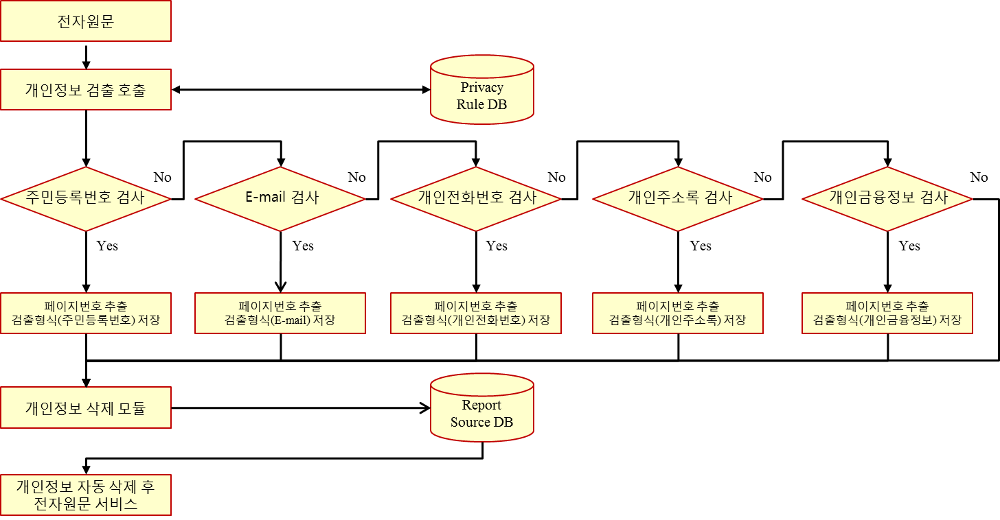 전자원문
개인정보 검출 호출
Privacy
Rule DB
No
No
No
No
No
주민등록번호 검사
E-mail 검사
개인전화번호 검사
개인주소록 검사
개인금융정보 검사
Yes
Yes
Yes
Yes
Yes
페이지번호 추출
검출형식(주민등록번호) 저장
페이지번호 추출
검출형식(E-mail) 저장
페이지번호 추출
검출형식(개인전화번호) 저장
페이지번호 추출
검출형식(개인주소록) 저장
페이지번호 추출
검출형식(개인금융정보) 저장
개인정보 삭제 모듈
Report
Source DB
개인정보 자동 삭제 후
전자원문 서비스